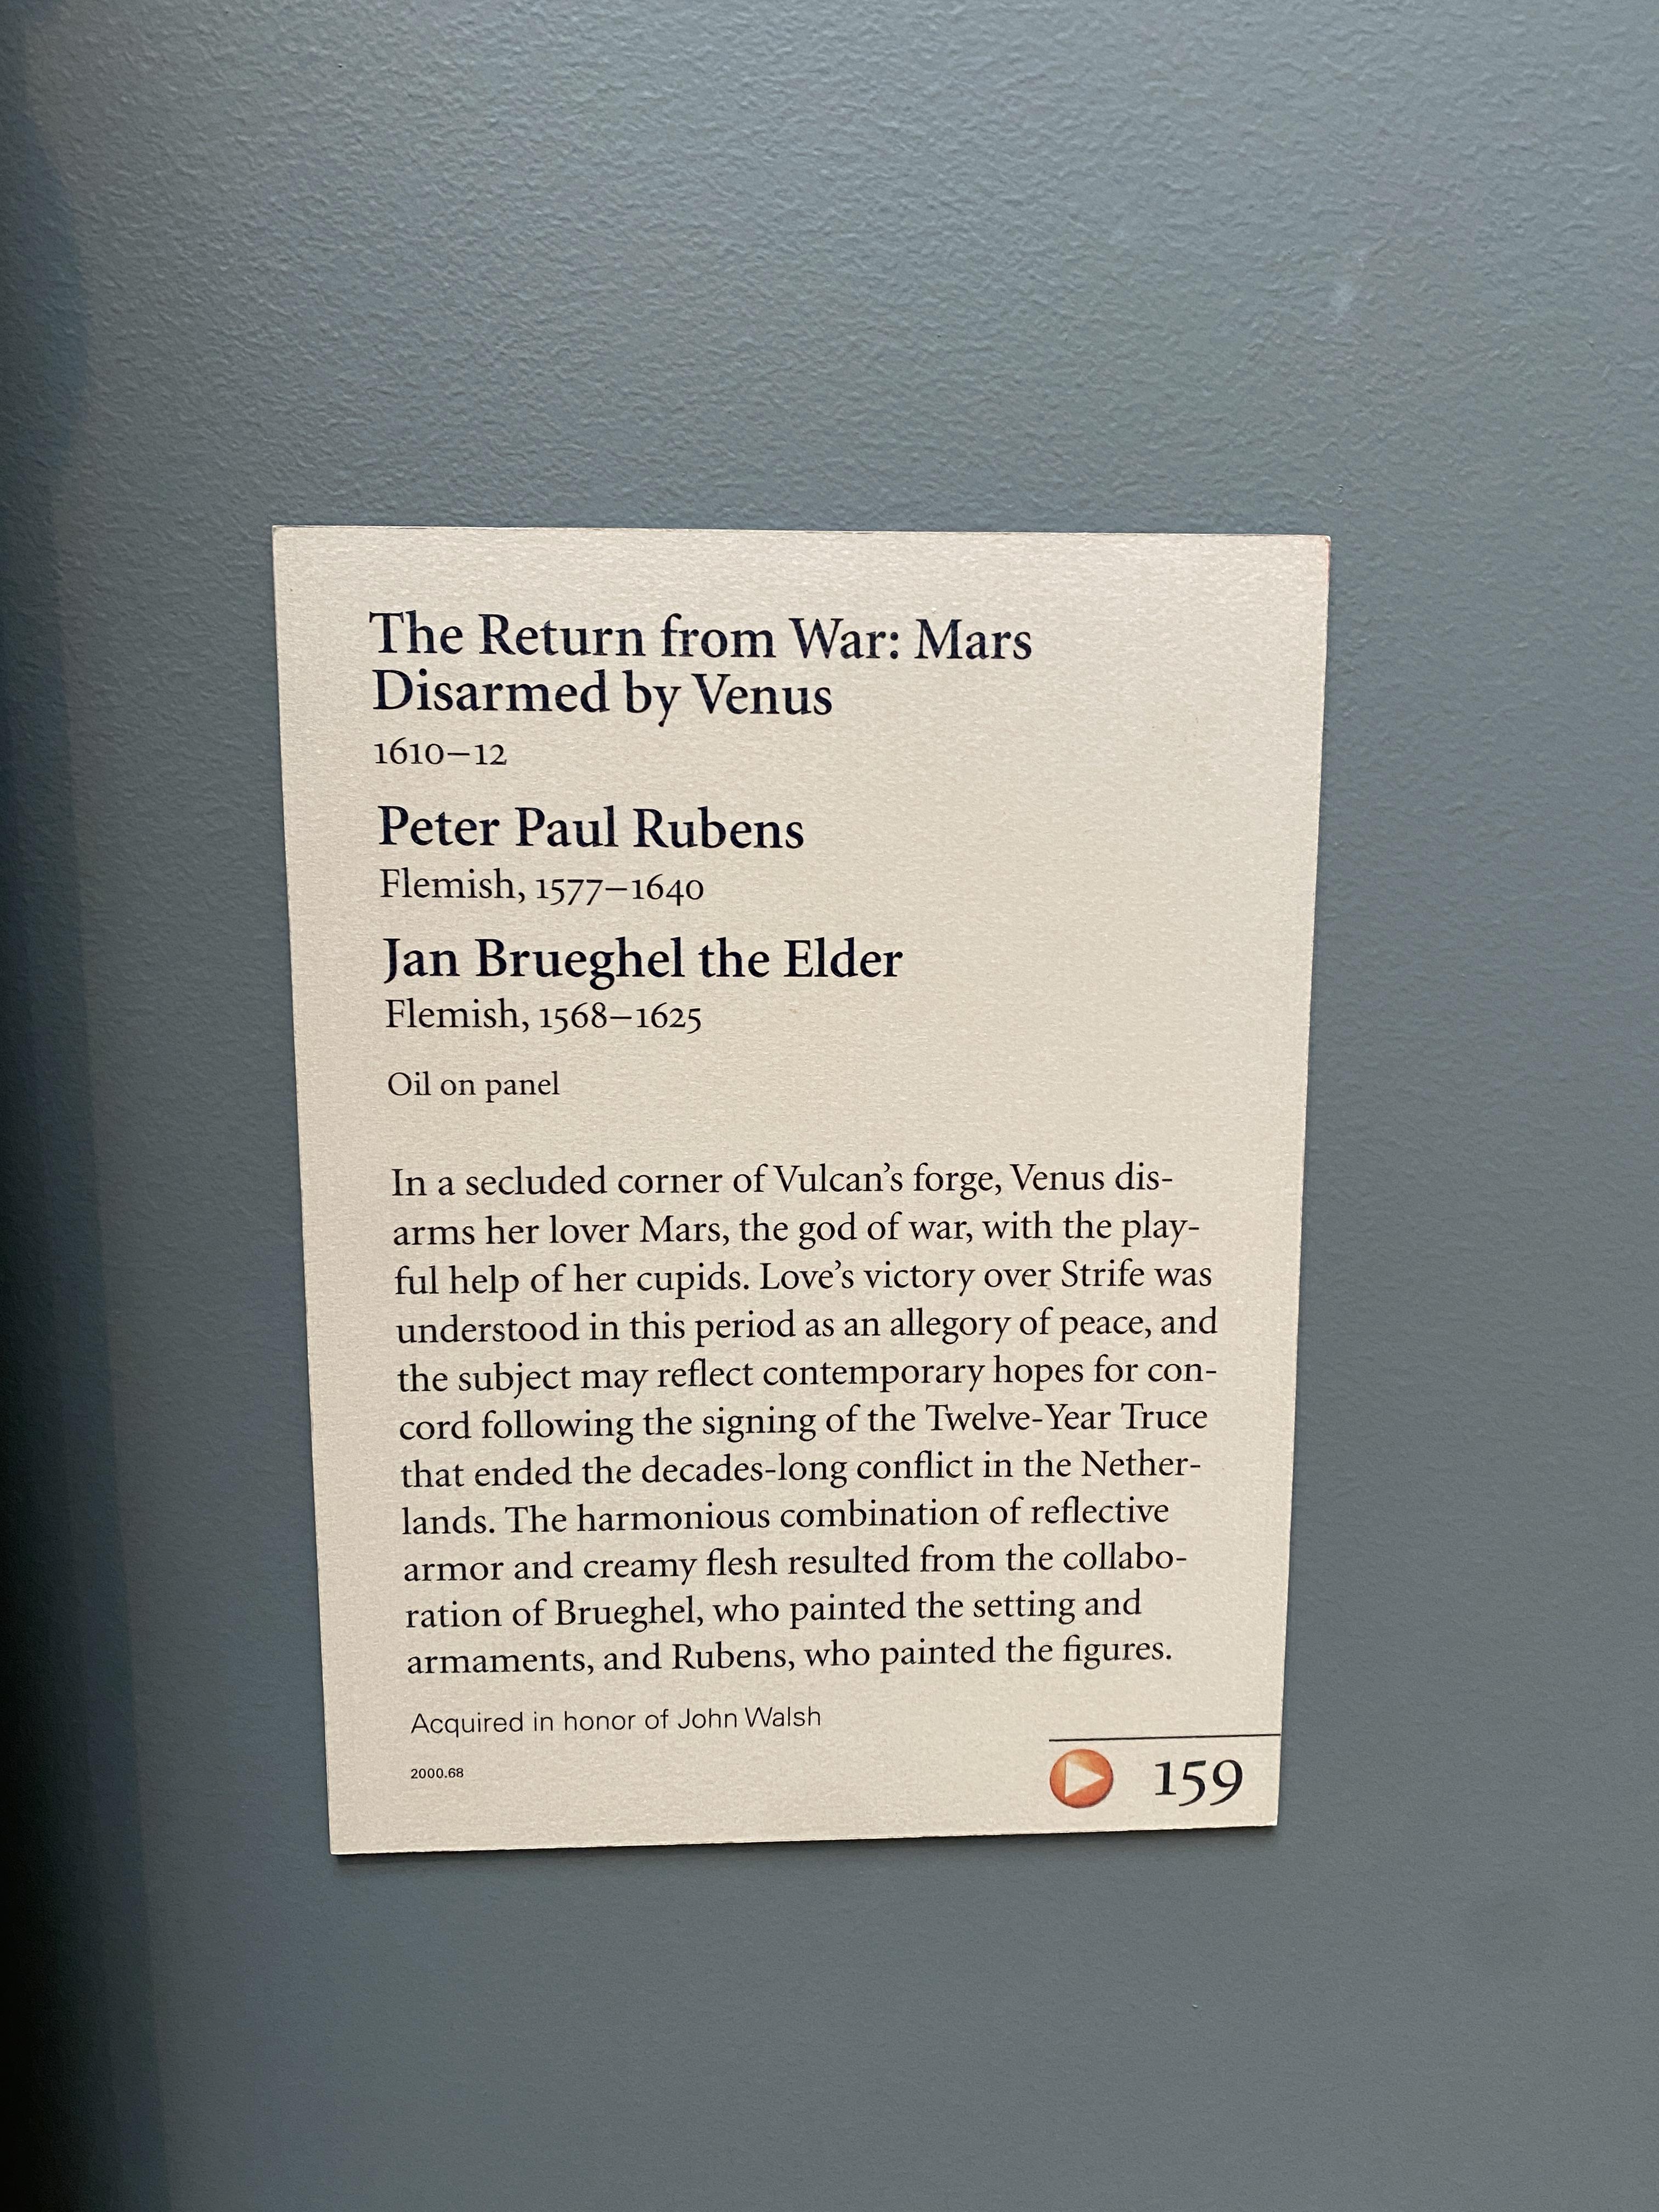 The Return from War: Mars
Disarmed by Venus
1610–12
Peter Paul Rubens
Flemish, 1577–1640
Jan Brueghel the Elder
Flemish, 1568–1625
Oil on panel
In a secluded corner of Vulcan’s forge, Venus dis-
arms her lover Mars, the god of war, with the play-
ful help of her cupids. Love’s victory over Strife was
understood in this period as an allegory of peace, and
the subject may reflect contemporary hopes for con-
cord following the signing of the Twelve-Year Truce
that ended the decades-long conflict in the Nether-
lands. The harmonious combination of reflective
armor and creamy flesh resulted from the collabo-
ration of Brueghel, who painted the setting and
armaments, and Rubens, who painted the figures.
Acquired in honor of John Walsh
2000.68
159